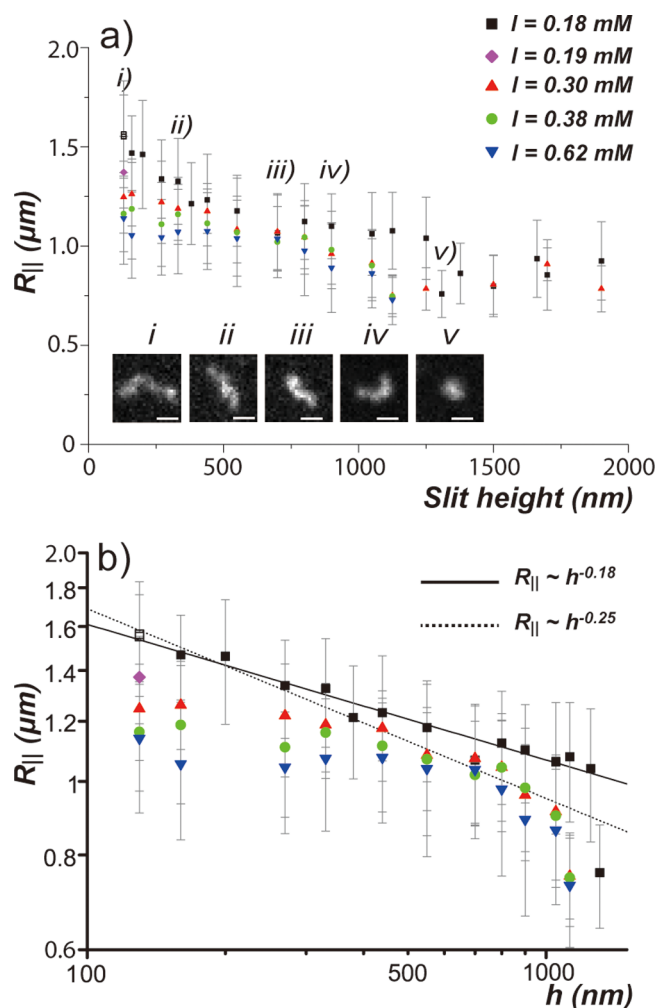 a)
I = 0.18 mM
I = 0.19 mM
I = 0.30 mM
I = 0.38 mM
I = 0.62 mM
2.0
1.5
1.0
0.5
0
R|| (µm)
i)
ii)
iii)
iv)
v)
i
ii
iii
iv
v
0
500
1000
1500
2000
Slit height (nm)
b)
R|| ~ h-0.18
R|| ~ h-0.25
2.0
1.8
1.6
1.4
1.2
1
0.8
0.6
R|| (µm)
100
500
1000
h (nm)